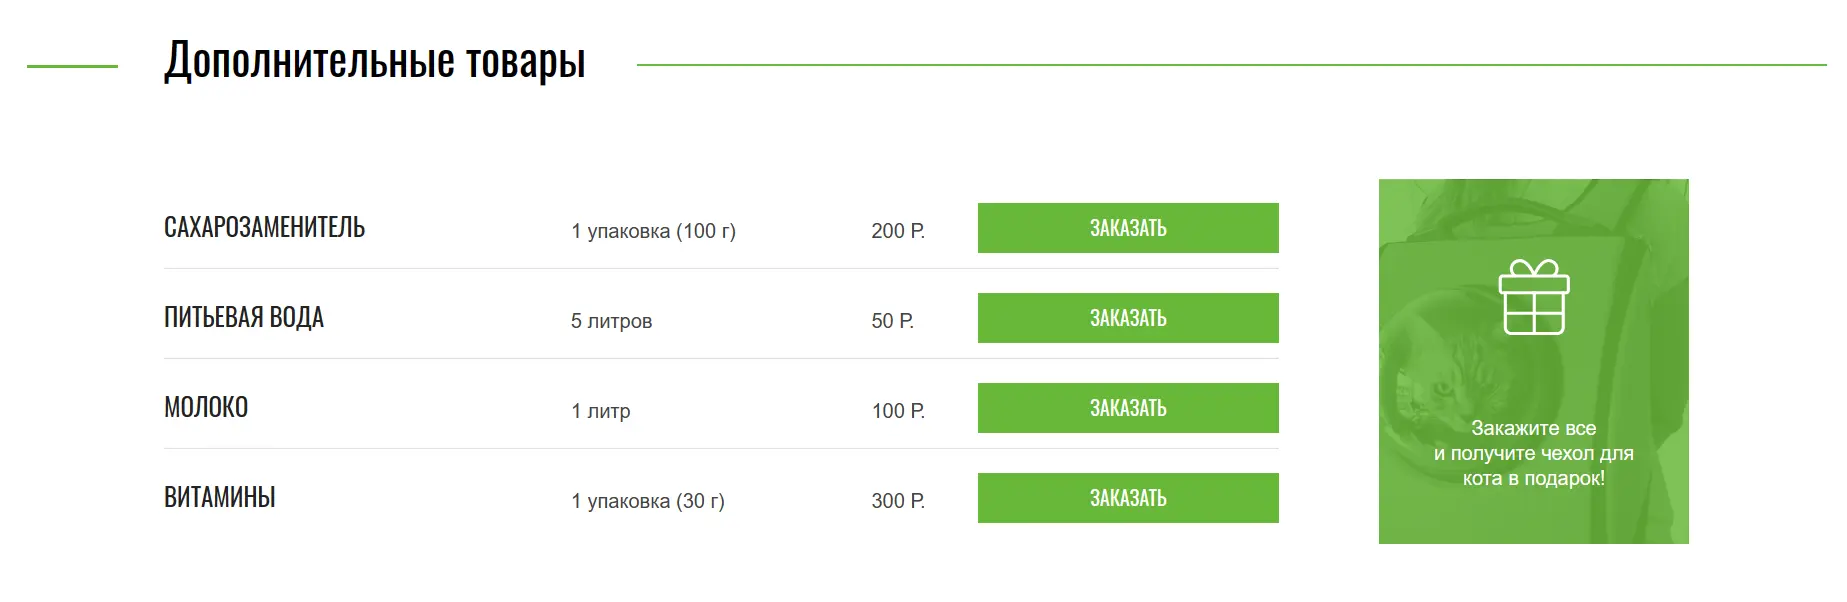 Дополнительные товары
САХАРОЗАМЕНИТЕЛЬ 1 упаковка (100 г) 200 Р. ЗАКАЗАТЬ
ПИТЬЕВАЯ ВОДА 5 литров 50 Р. ЗАКАЗАТЬ
МОЛОКО 1 литр 100 Р. ЗАКАЗАТЬ
ВИТАМИНЫ 1 упаковка (30 г) 300 Р. ЗАКАЗАТЬ
Закажите все
и получите чехол для
кота в подарок!